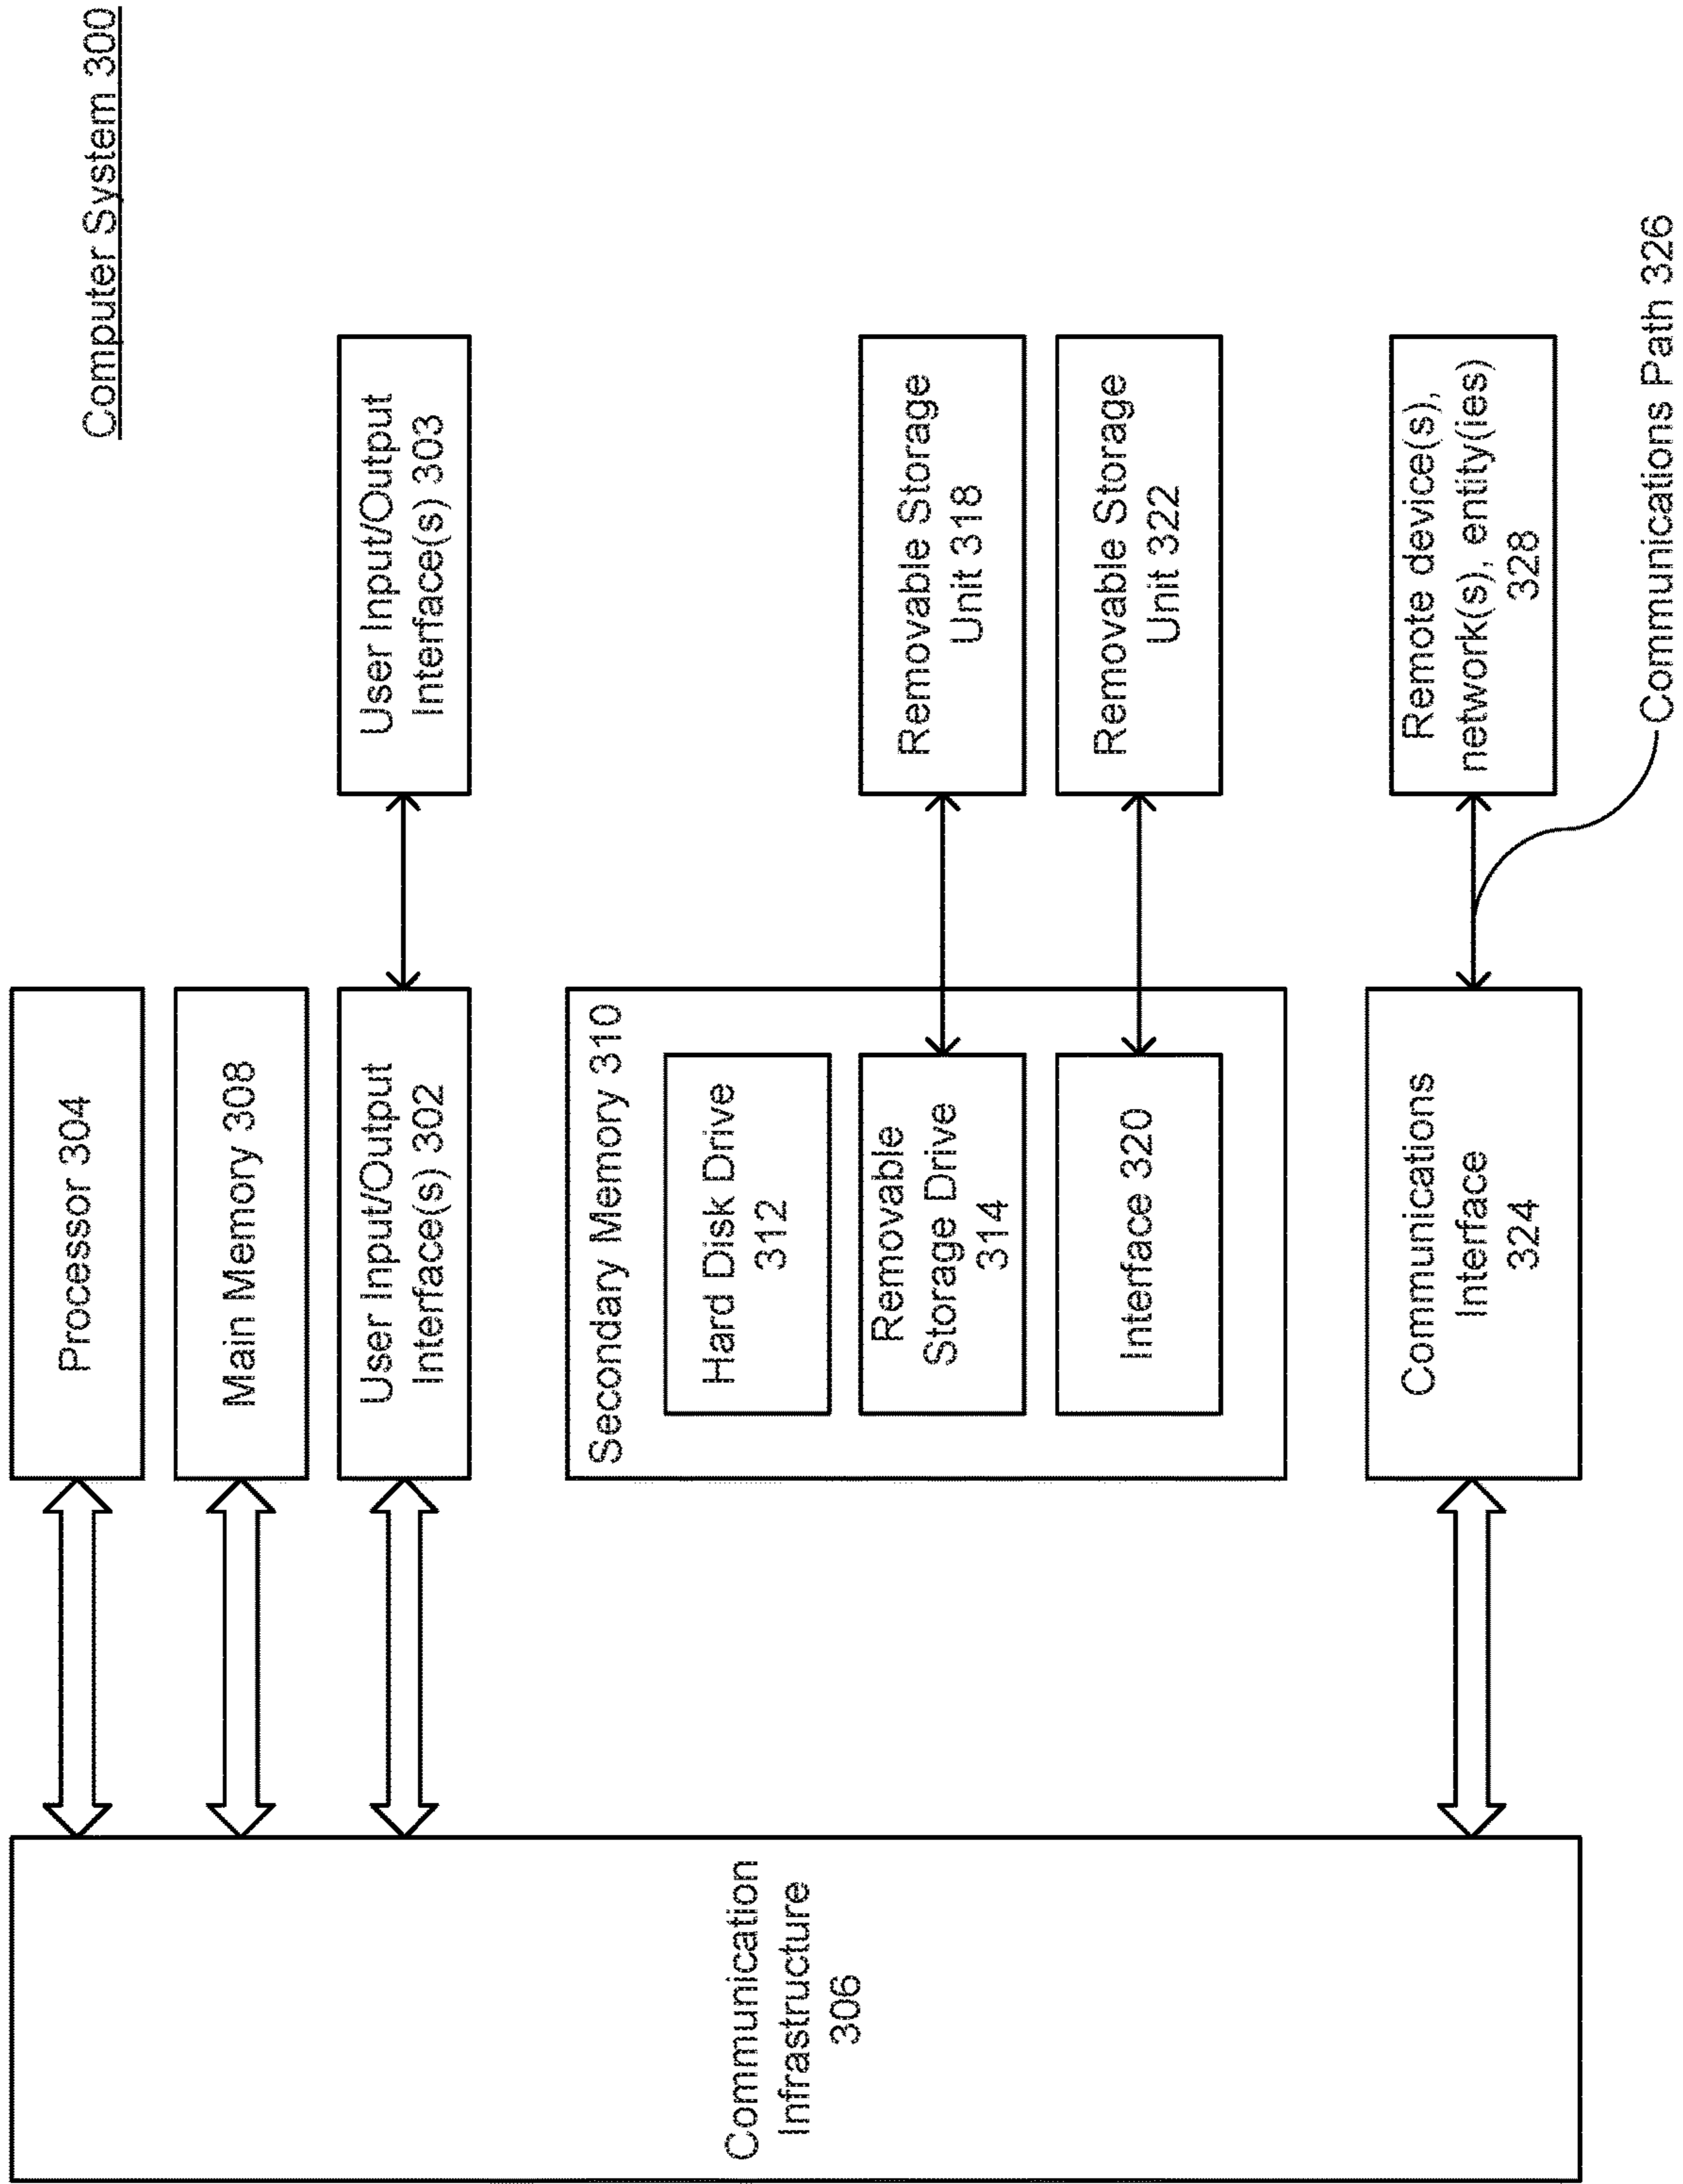 Computer System 300
Processor 304
Main Memory 308
User Input/Output
Interface(s) 302
User Input/Output
Interface(s) 303
Communication
Infrastructure
306
Secondary Memory 310
Hard Disk Drive
312
Removable
Storage Drive
314
Removable Storage
Unit 318
Interface 320
Removable Storage
Unit 322
Communications
Interface
324
Remote device(s),
network(s), entity(ies)
328
Communications Path 326